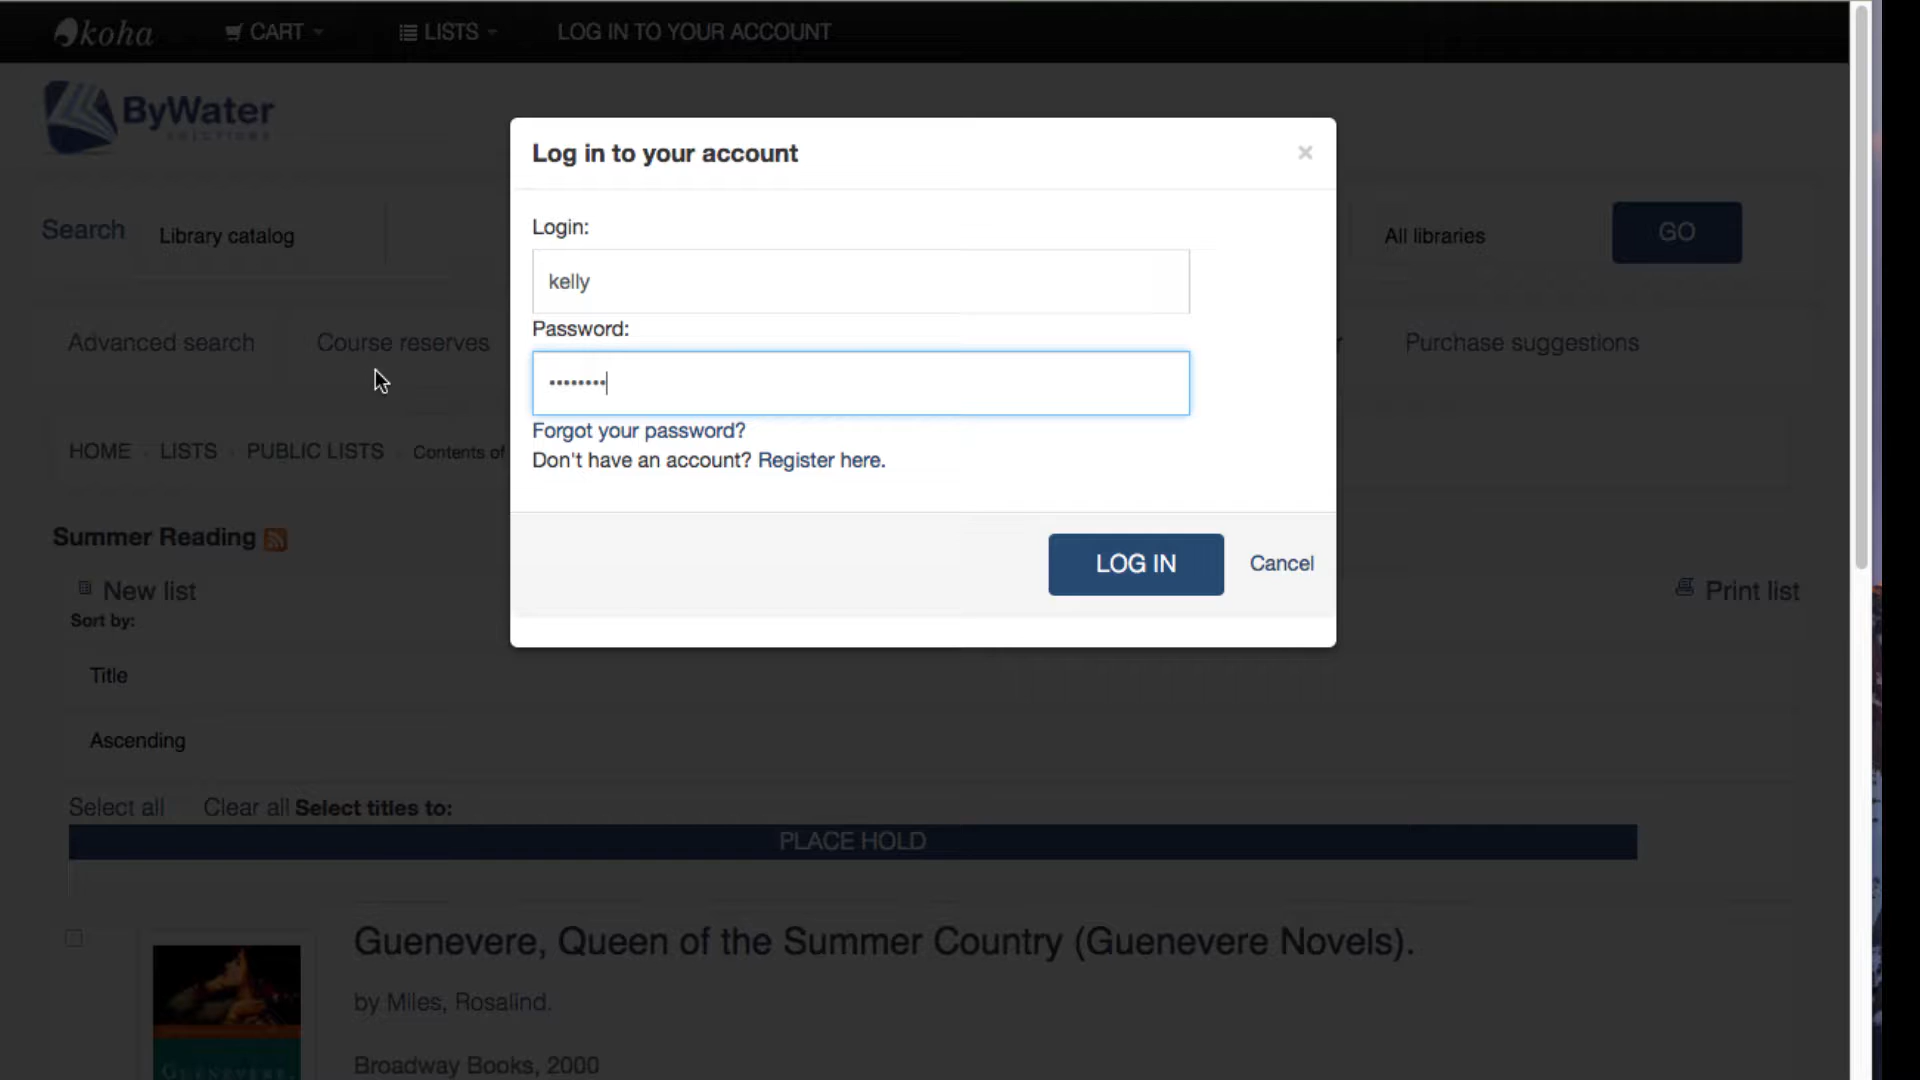 koha CART LISTS LOG IN TO YOUR ACCOUNT
ByWater
SOLUTIONS
Log in to your account ×
Login:
Search Library catalog All libraries GO
kelly
Password:
Advanced search Course reserves Purchase suggestions
••••••••
Forgot your password?
HOME LISTS PUBLIC LISTS Contents of
Don't have an account? Register here.
Summer Reading
LOG IN Cancel
New list Print list
Sort by:
Title
Ascending
Select all Clear all Select titles to:
PLACE HOLD
Guenevere, Queen of the Summer Country (Guenevere Novels).
by Miles, Rosalind.
Broadway Books, 2000
GUENEVERE,